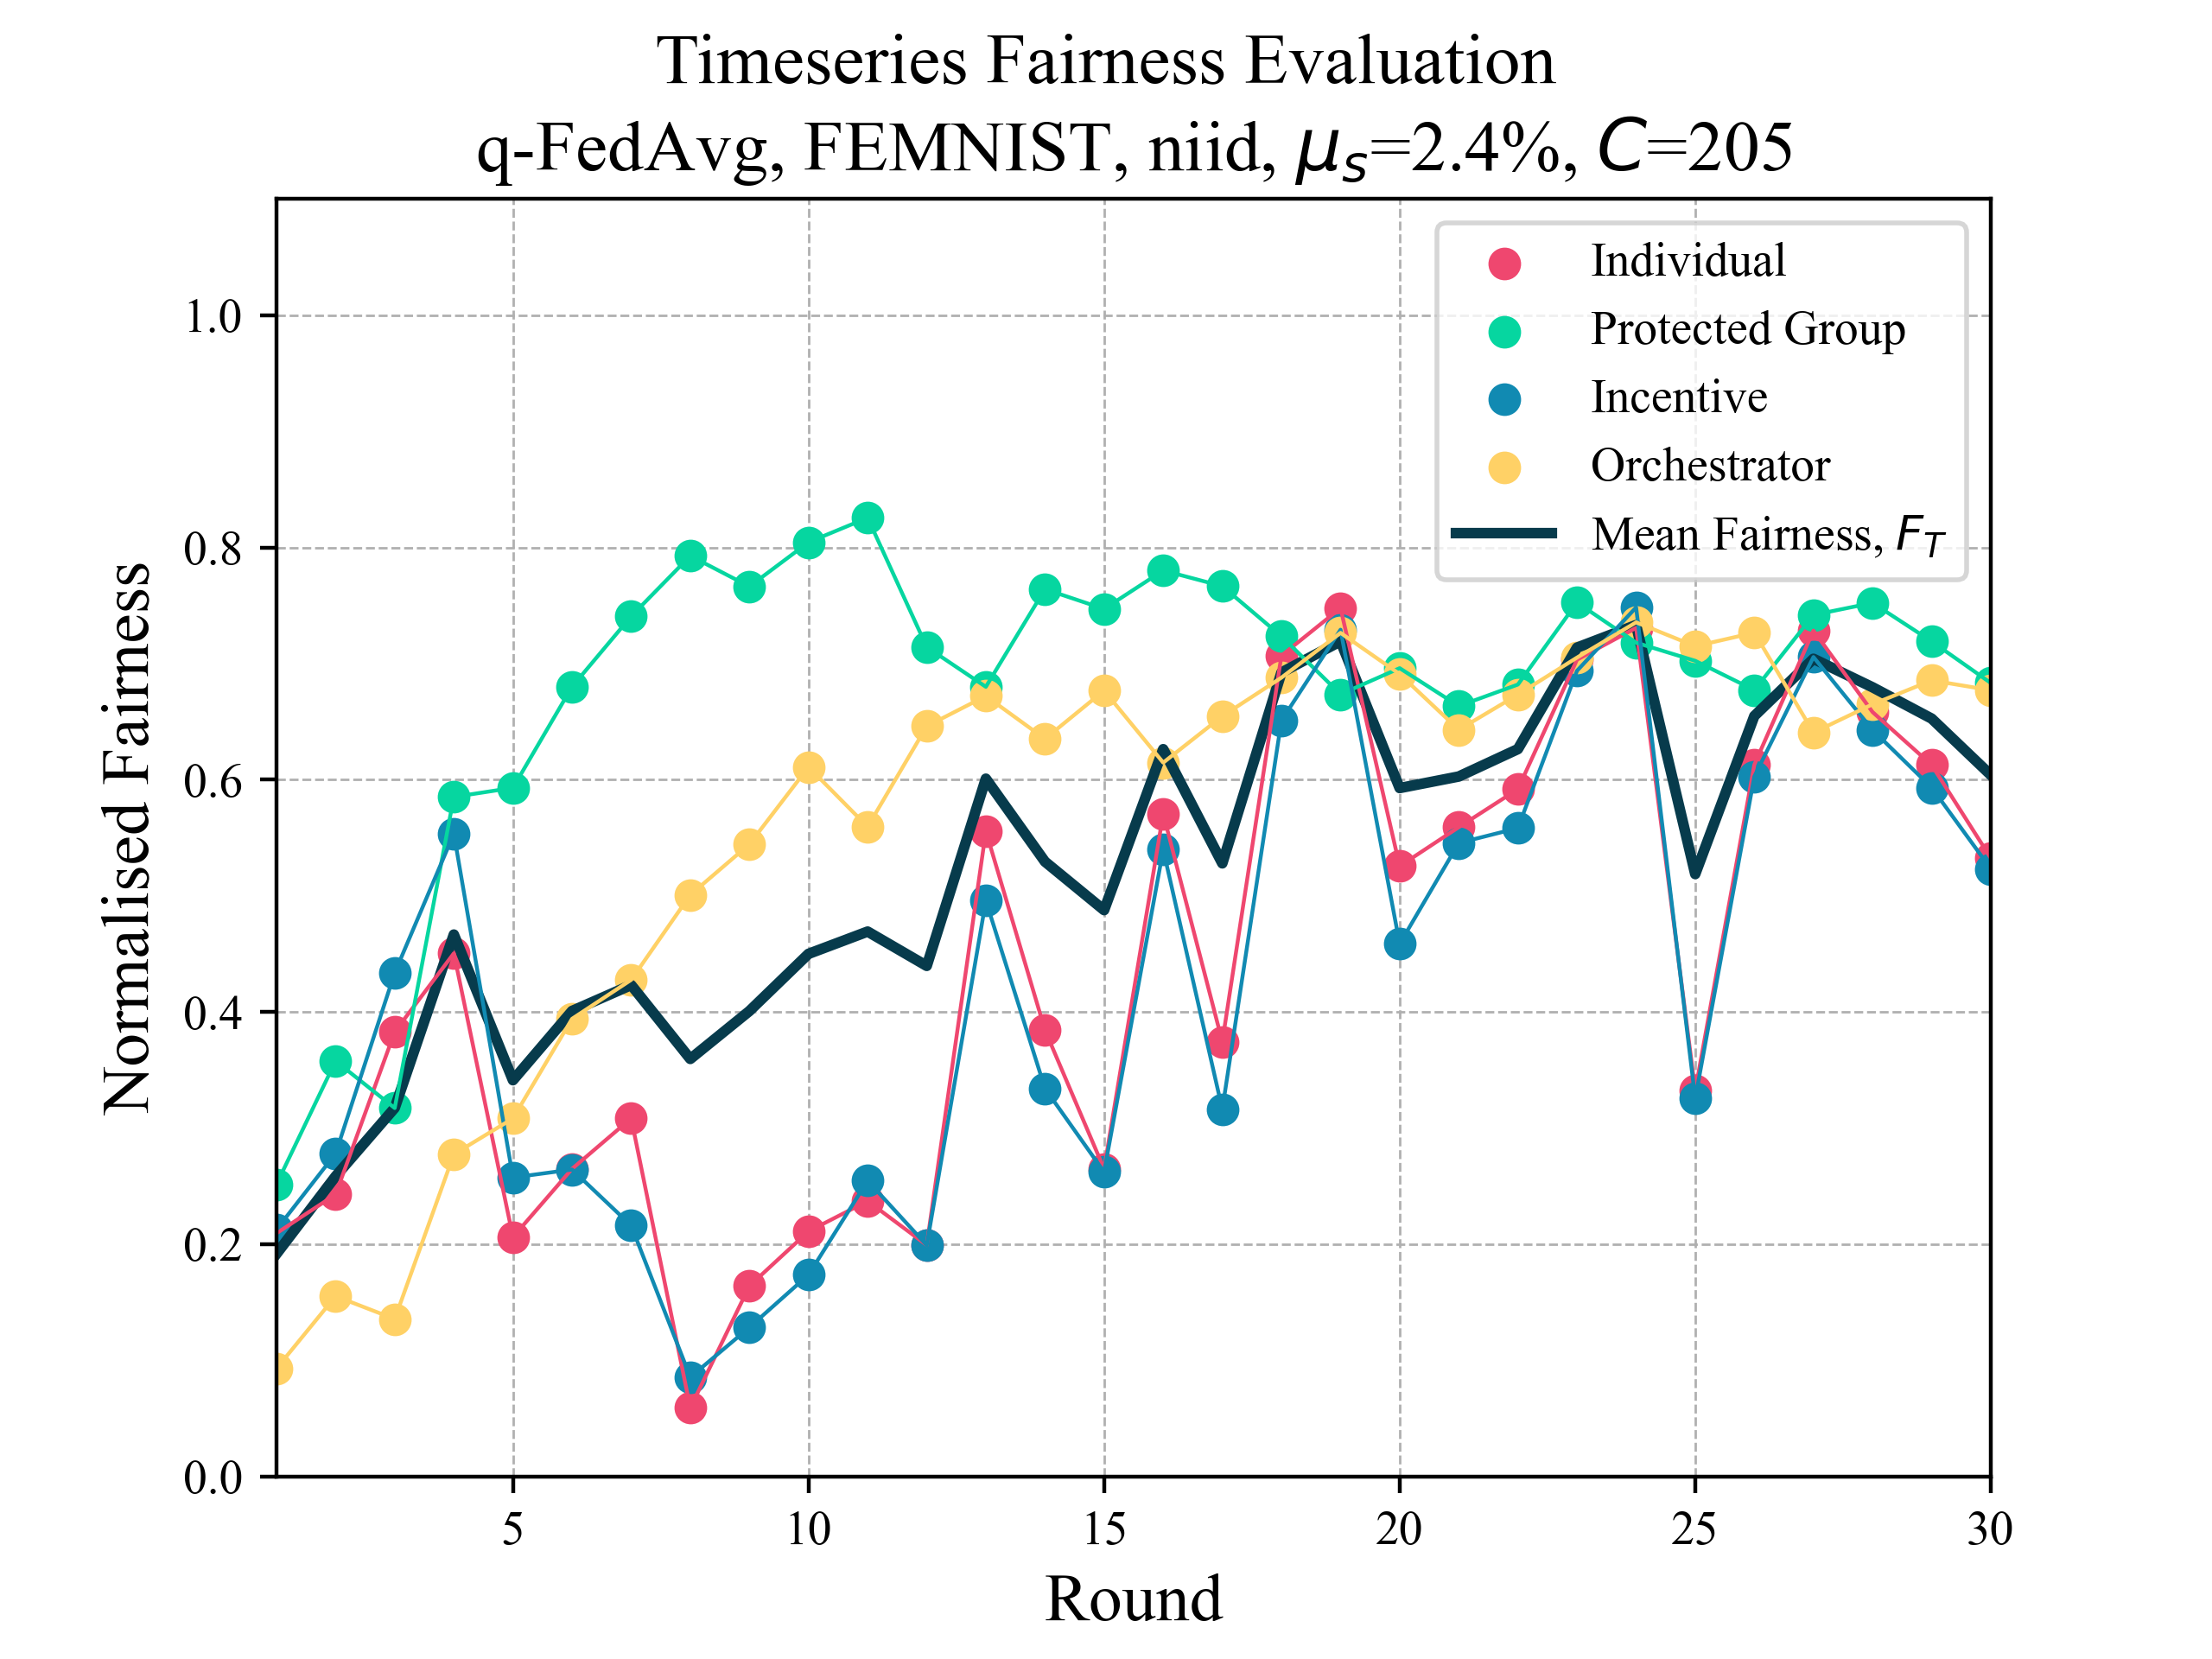 Timeseries Fairness Evaluation
q-FedAvg, FEMNIST, niid, μₛ=2.4%, C=205
Individual
Protected Group
Incentive
Orchestrator
Mean Fairness, F_T
Normalised Fairness
1.0
0.8
0.6
0.4
0.2
0.0
5 10 15 20 25 30
Round